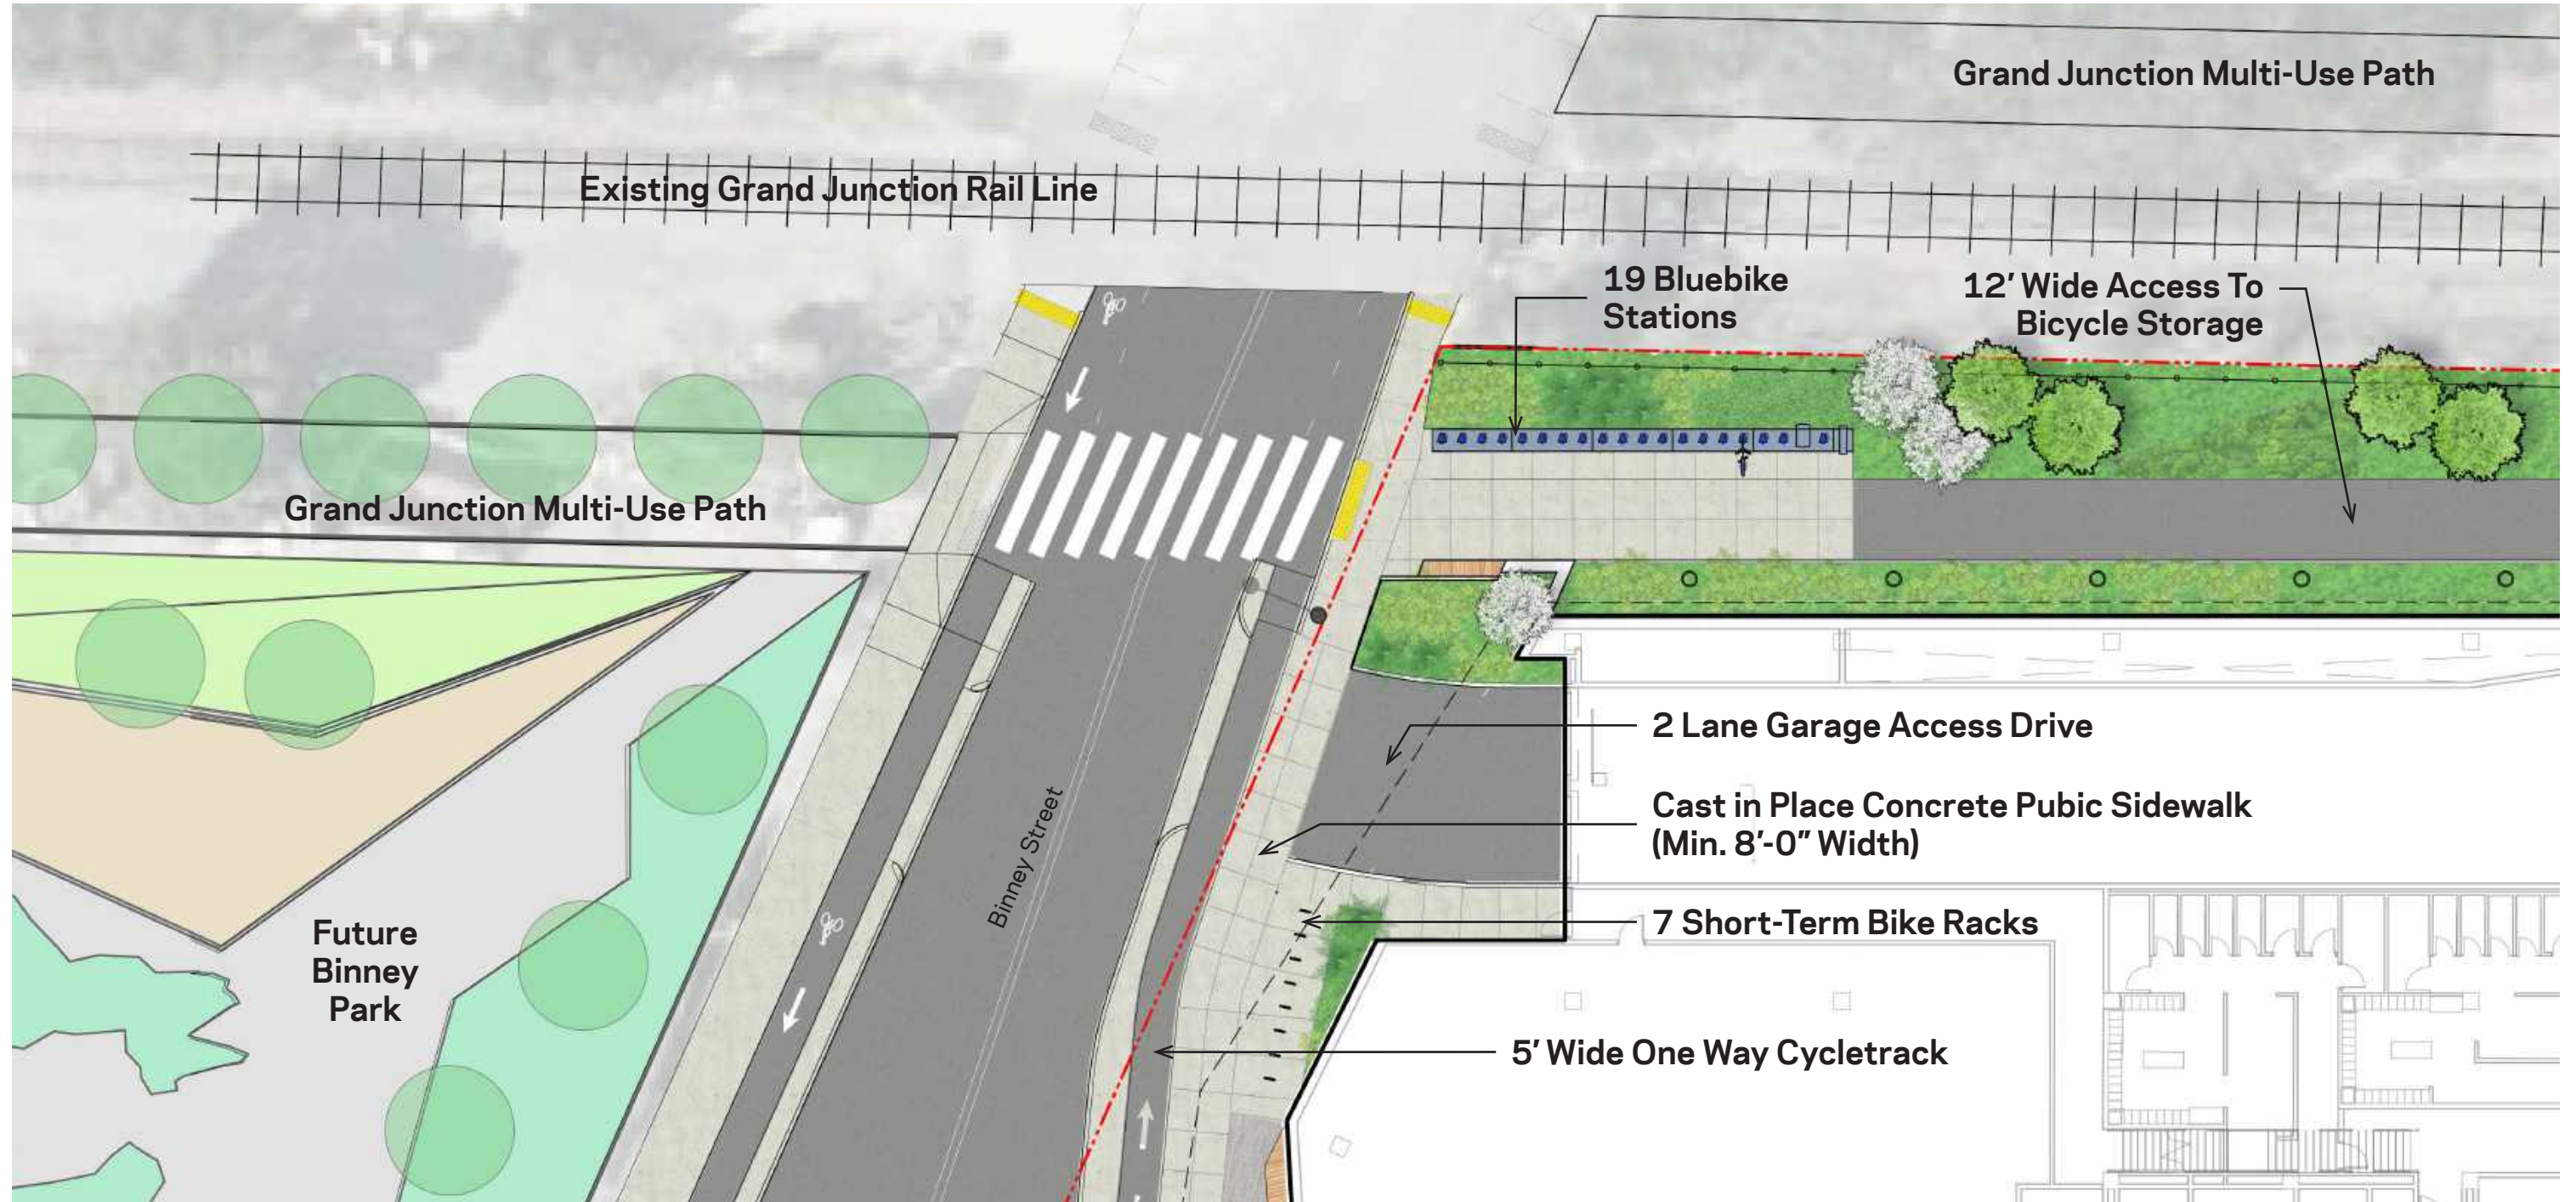 Grand Junction Multi-Use Path
Existing Grand Junction Rail Line
19 Bluebike
Stations
12′ Wide Access To
Bicycle Storage
Grand Junction Multi-Use Path
2 Lane Garage Access Drive
Cast in Place Concrete Pubic Sidewalk
(Min. 8′-0″ Width)
Binney Street
7 Short-Term Bike Racks
Future
Binney
Park
5′ Wide One Way Cycletrack